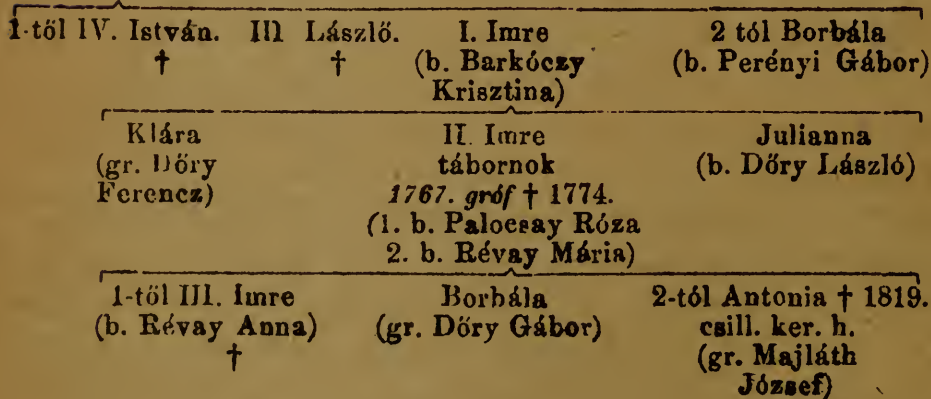 1-től IV. István. III László. I. Imre 2 tól Borbála
† † (b. Barkóczy (b. Perényi Gábor)
Krisztina)
Klára II. Imre Julianna
(gr. Dőry tábornok (b. Dőry László)
Ferencz) 1767. gróf † 1774.
(1. b. Palocsay Róza
2. b. Révay Mária)
1-től III. Imre Borbála 2-tól Antonia † 1819.
(b. Révay Anna) (gr. Dőry Gábor) csill. ker. h.
† (gr. Majláth
József)